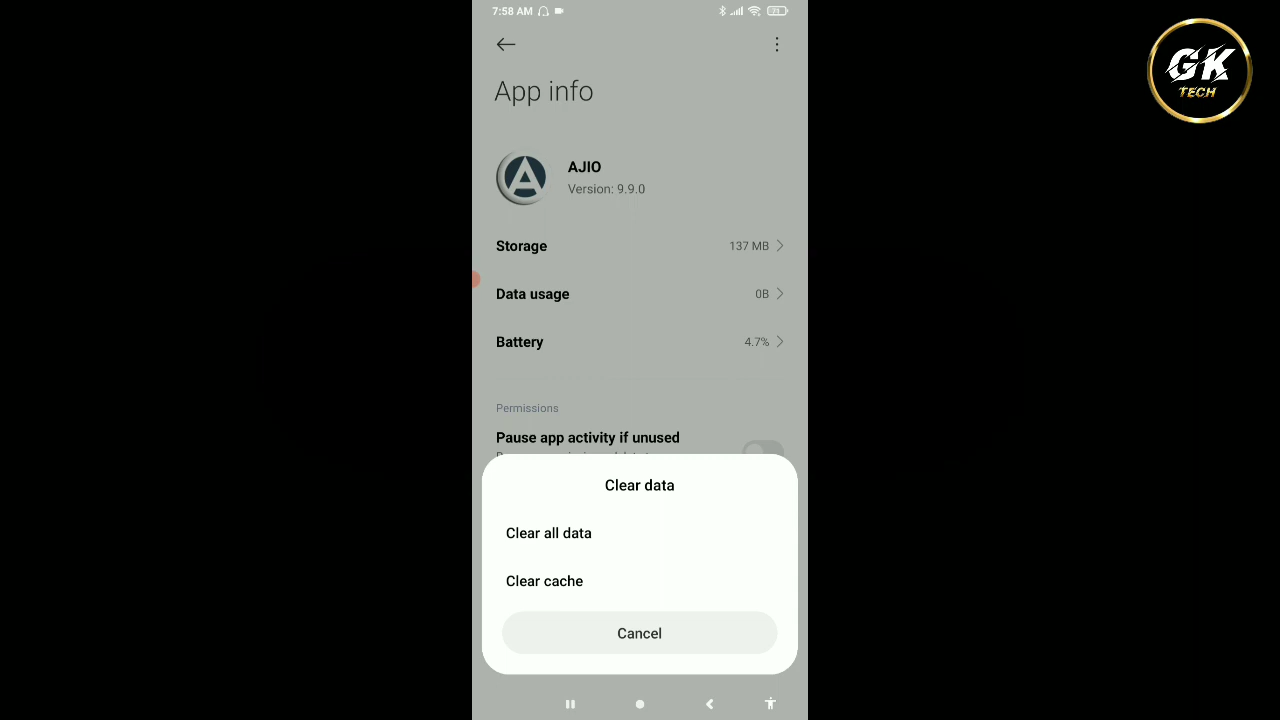 7:58 AM
71
GK
TECH
App info
AJIO
Version: 9.9.0
Storage 137 MB
Data usage 0B
Battery 4.7%
Permissions
Pause app activity if unused
Clear data
Clear all data
Clear cache
Cancel